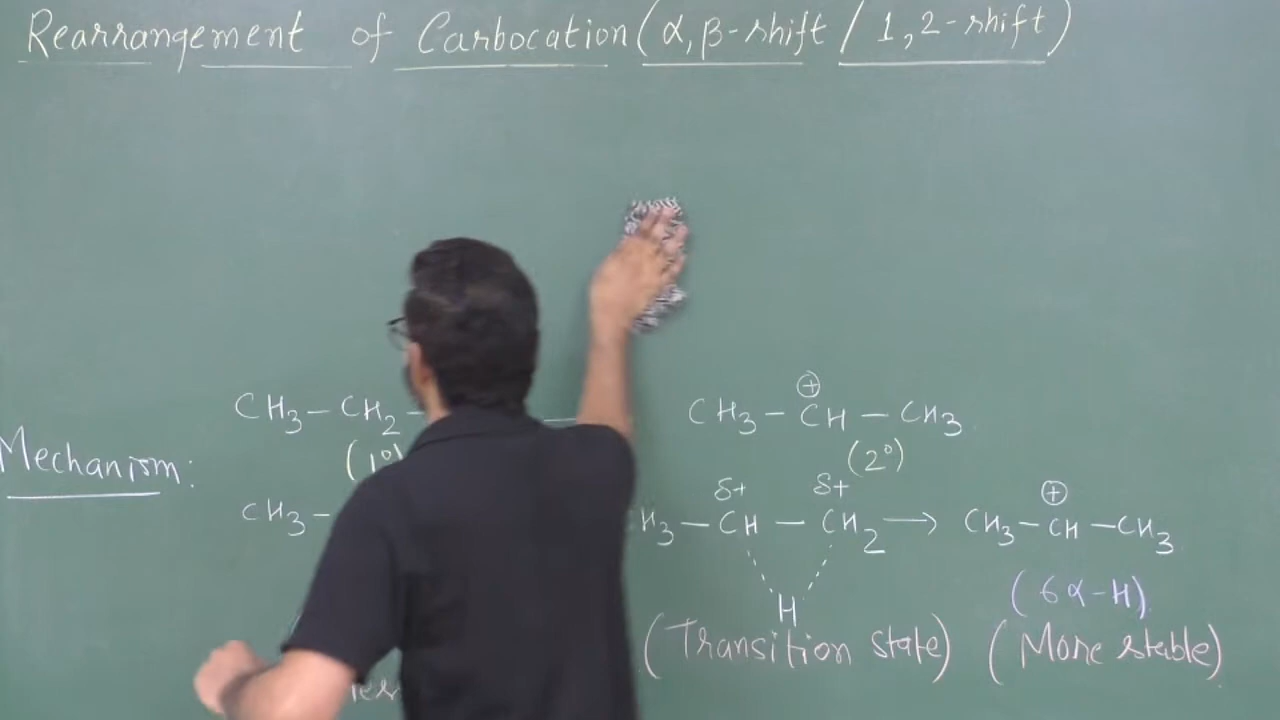 Rearrangement of Carbocation (α,β-shift / 1,2-shift)
CH3 – CH2 – CH3 – CH – CH3
⊕
(1°) (2°)
Mechanism:
δ+ δ+ ⊕
CH3 – H3 – CH – CH2 ⟶ CH3 – CH – CH3
H
(6α-H)
(Transition state) (More stable)